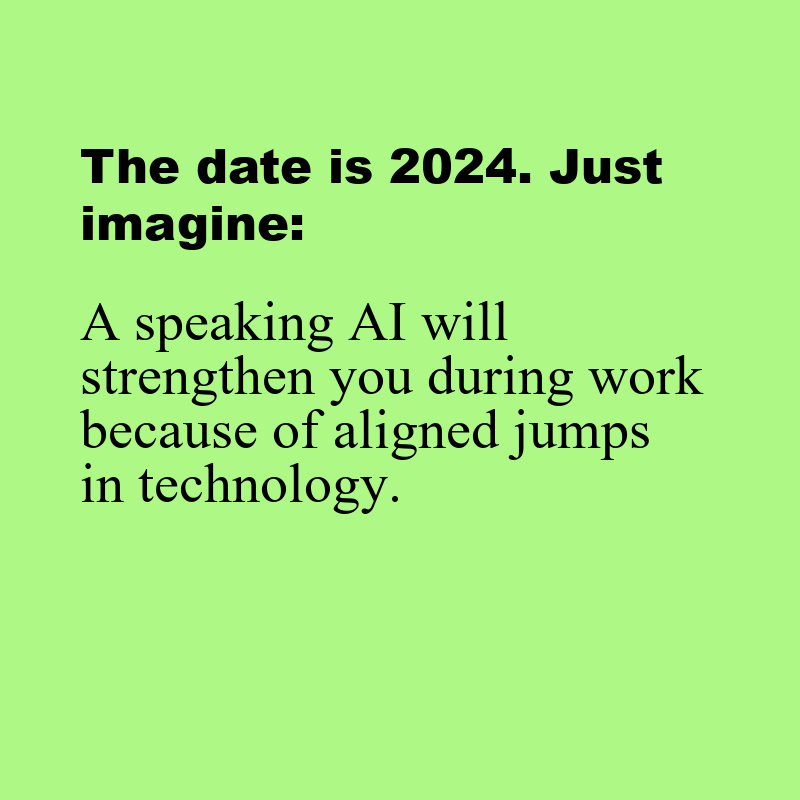 The date is 2024. Just
imagine:
A speaking AI will
strengthen you during work
because of aligned jumps
in technology.